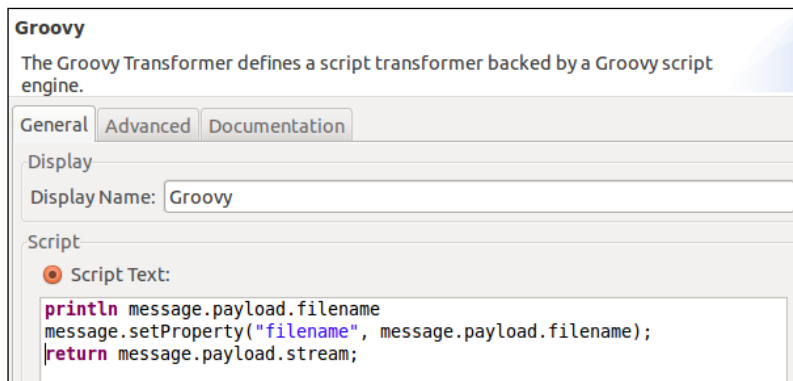 Groovy
The Groovy Transformer defines a script transformer backed by a Groovy script
engine.
General Advanced Documentation
Display
Display Name: Groovy
Script
Script Text:
println message.payload.filename
message.setProperty("filename", message.payload.filename);
return message.payload.stream;